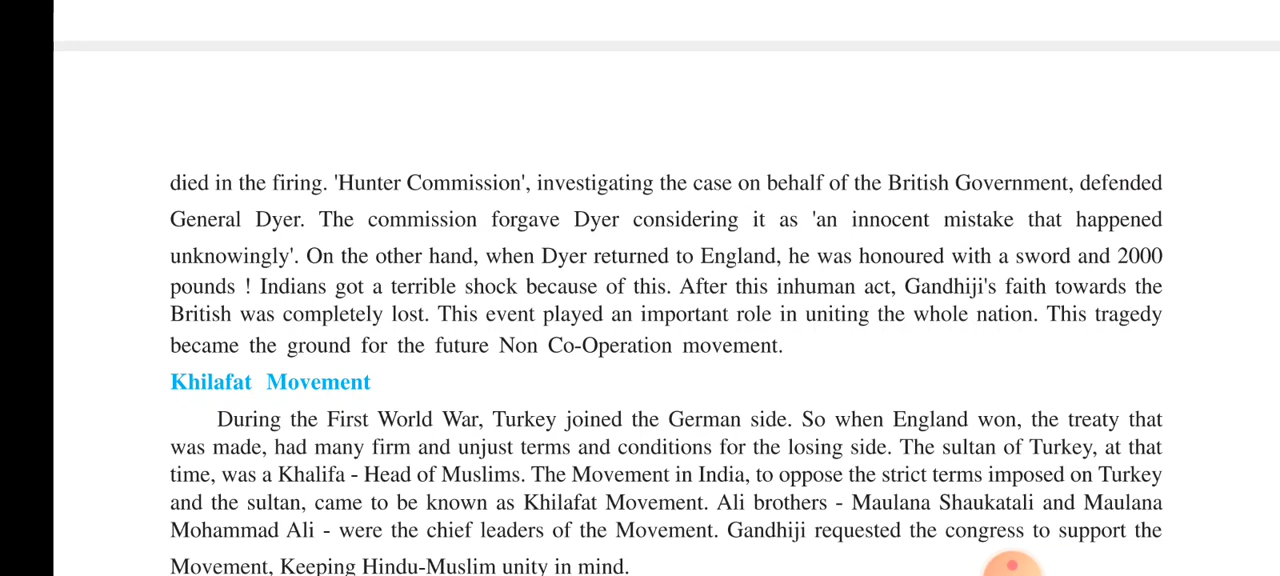 died in the firing. 'Hunter Commission', investigating the case on behalf of the British Government, defended
General Dyer. The commission forgave Dyer considering it as 'an innocent mistake that happened
unknowingly'. On the other hand, when Dyer returned to England, he was honoured with a sword and 2000
pounds ! Indians got a terrible shock because of this. After this inhuman act, Gandhiji's faith towards the
British was completely lost. This event played an important role in uniting the whole nation. This tragedy
became the ground for the future Non Co-Operation movement.
Khilafat Movement
During the First World War, Turkey joined the German side. So when England won, the treaty that
was made, had many firm and unjust terms and conditions for the losing side. The sultan of Turkey, at that
time, was a Khalifa - Head of Muslims. The Movement in India, to oppose the strict terms imposed on Turkey
and the sultan, came to be known as Khilafat Movement. Ali brothers - Maulana Shaukatali and Maulana
Mohammad Ali - were the chief leaders of the Movement. Gandhiji requested the congress to support the
Movement, Keeping Hindu-Muslim unity in mind.